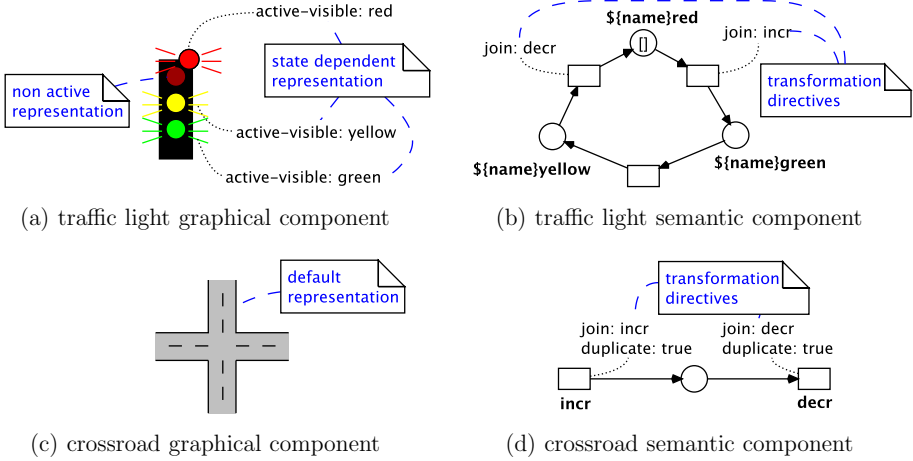 active-visible: red
state dependent
representation
non active
representation
active-visible: yellow
active-visible: green
(a) traffic light graphical component
${name}red
[]
join: decr
join: incr
transformation
directives
${name}yellow
${name}green
(b) traffic light semantic component
default
representation
(c) crossroad graphical component
transformation
directives
join: incr
duplicate: true
join: decr
duplicate: true
incr
decr
(d) crossroad semantic component